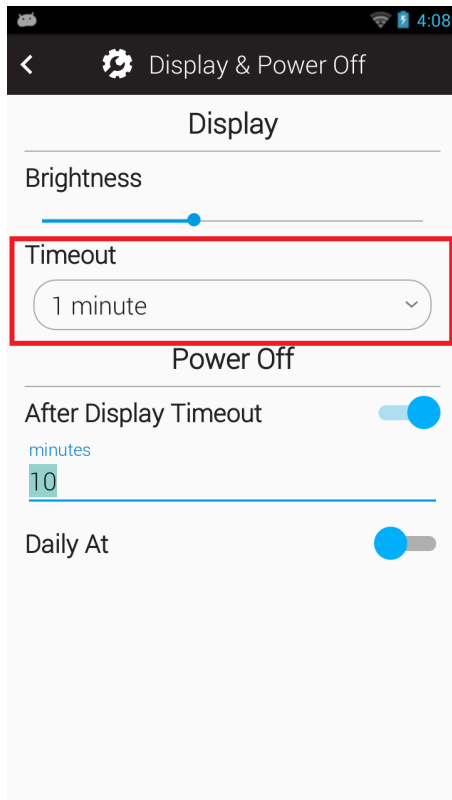 4:08
Display & Power Off
Display
Brightness
Timeout
1 minute
Power Off
After Display Timeout
minutes
10
Daily At